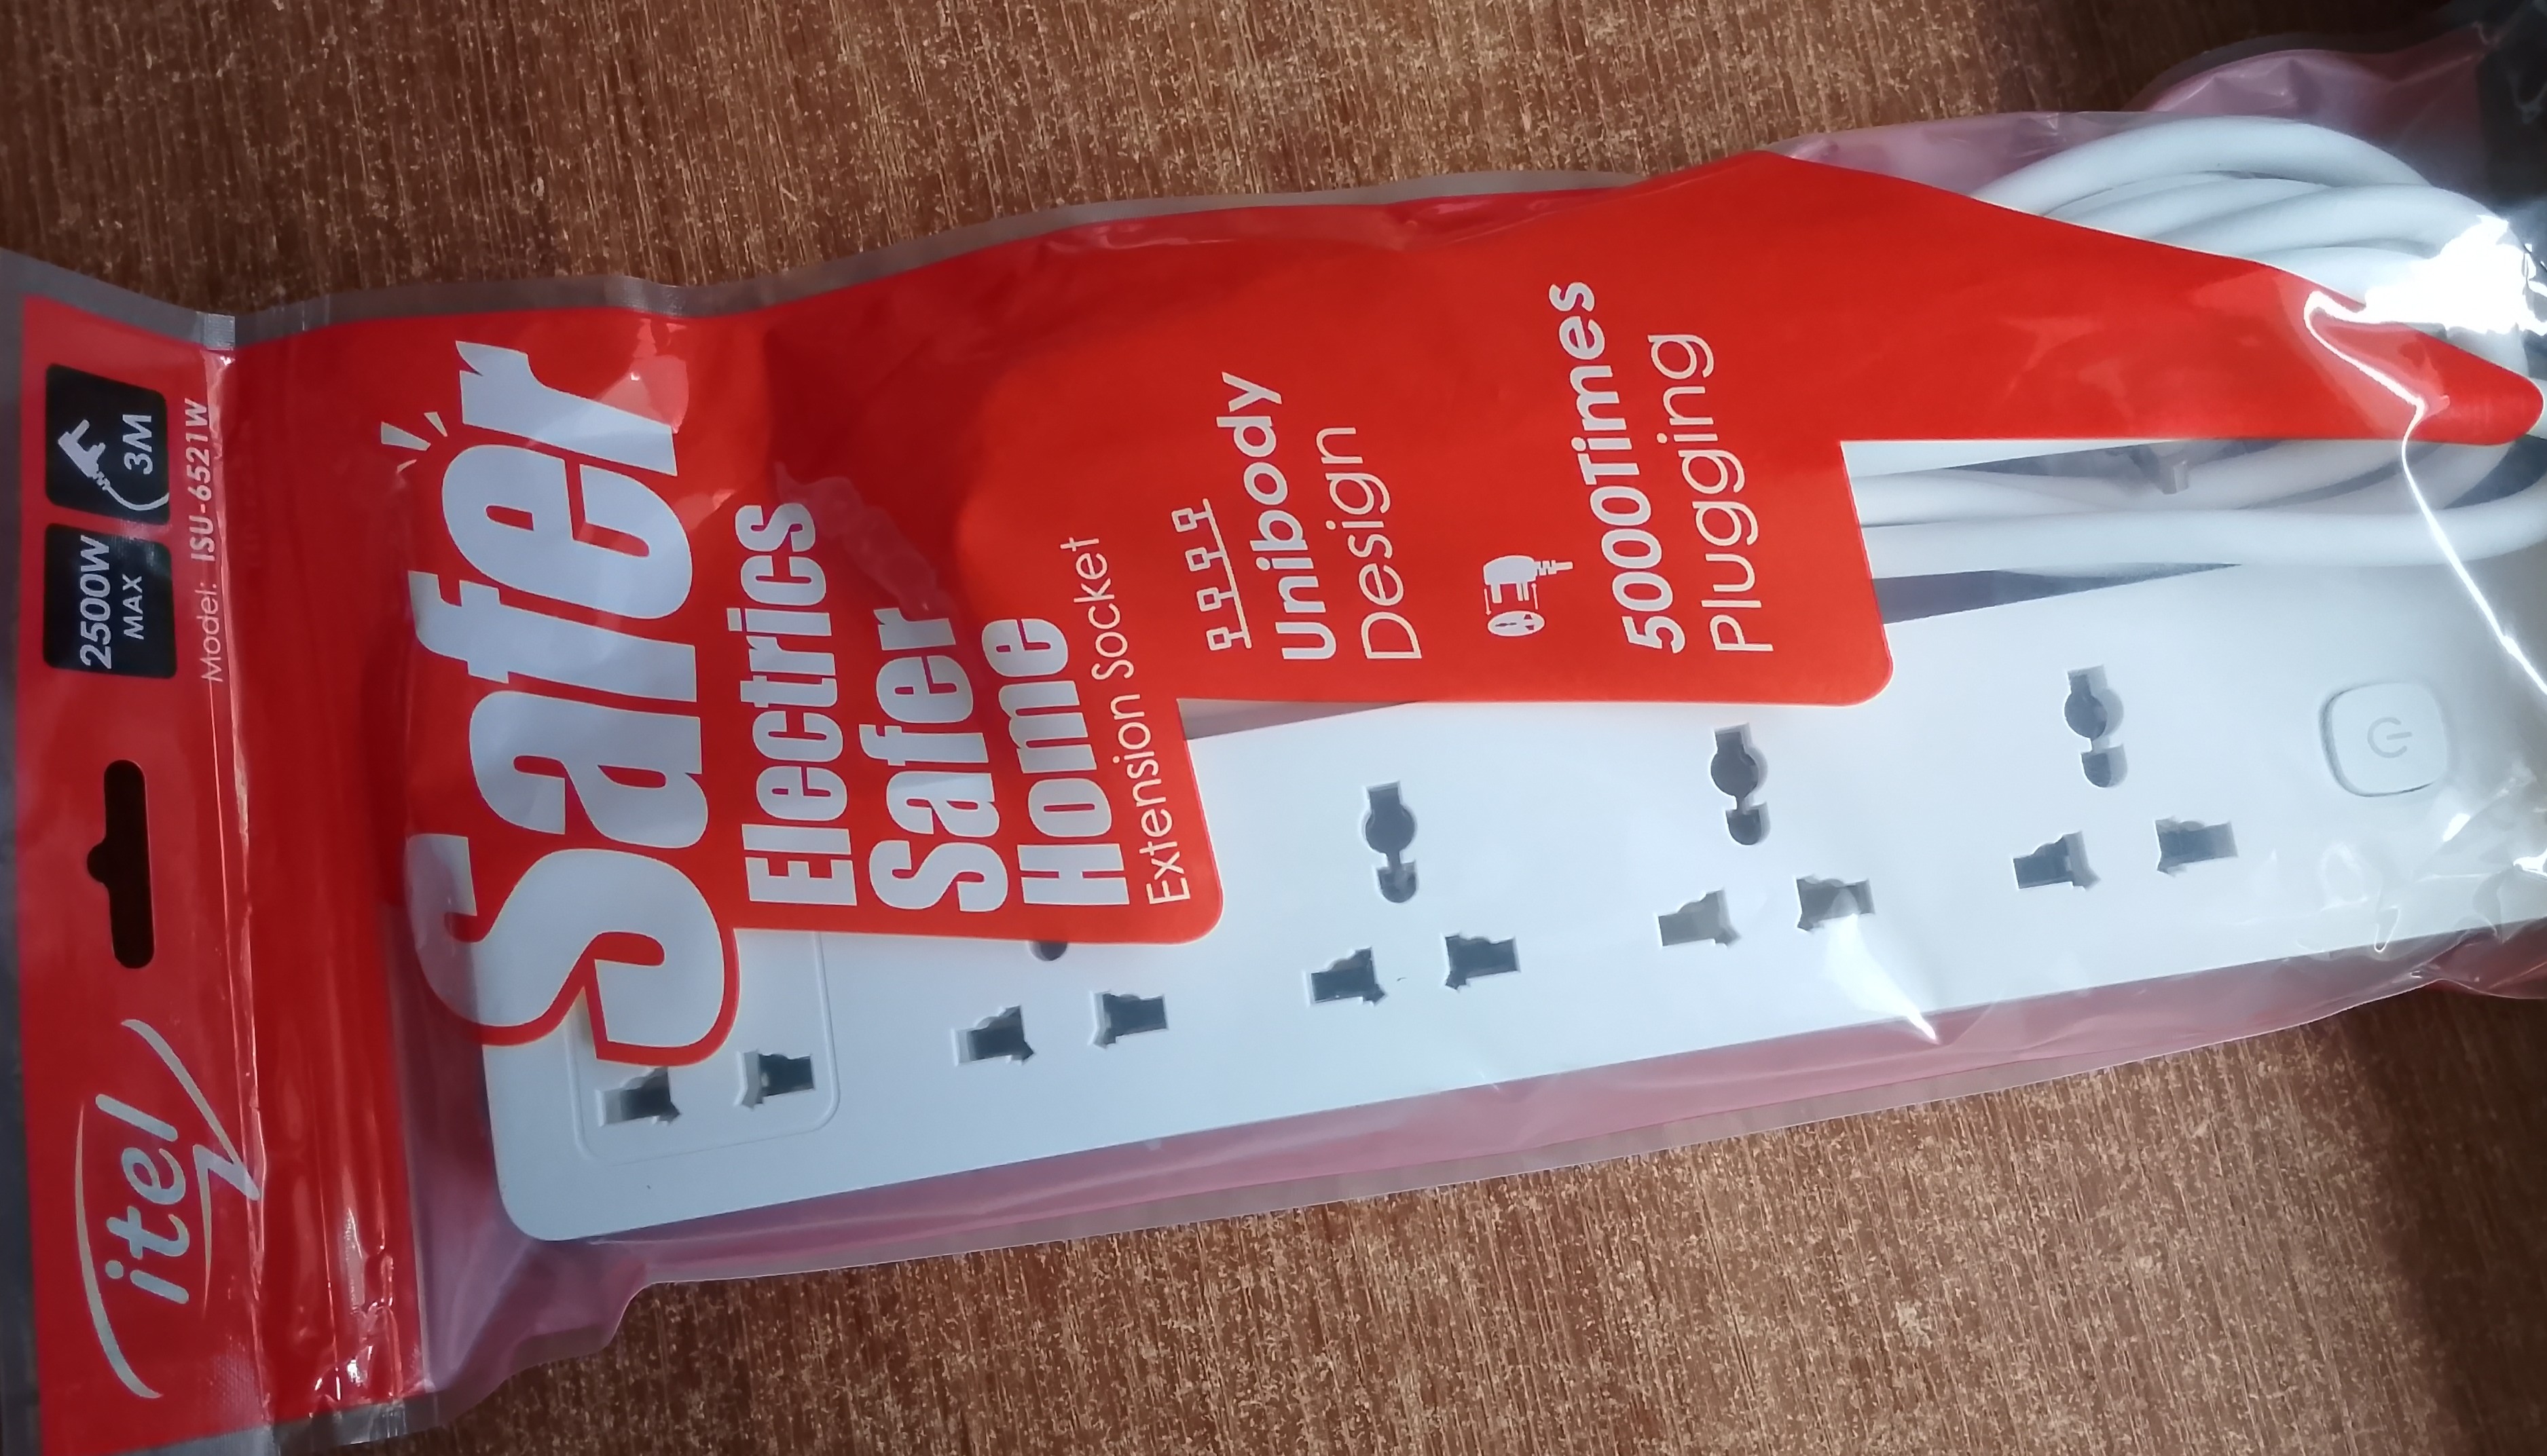 itel
2500W
MAX
3M
Model: ISU-6521W
Safer
Electrics
Safer
Home
Extension Socket
Unibody
Design
5000Times
Plugging